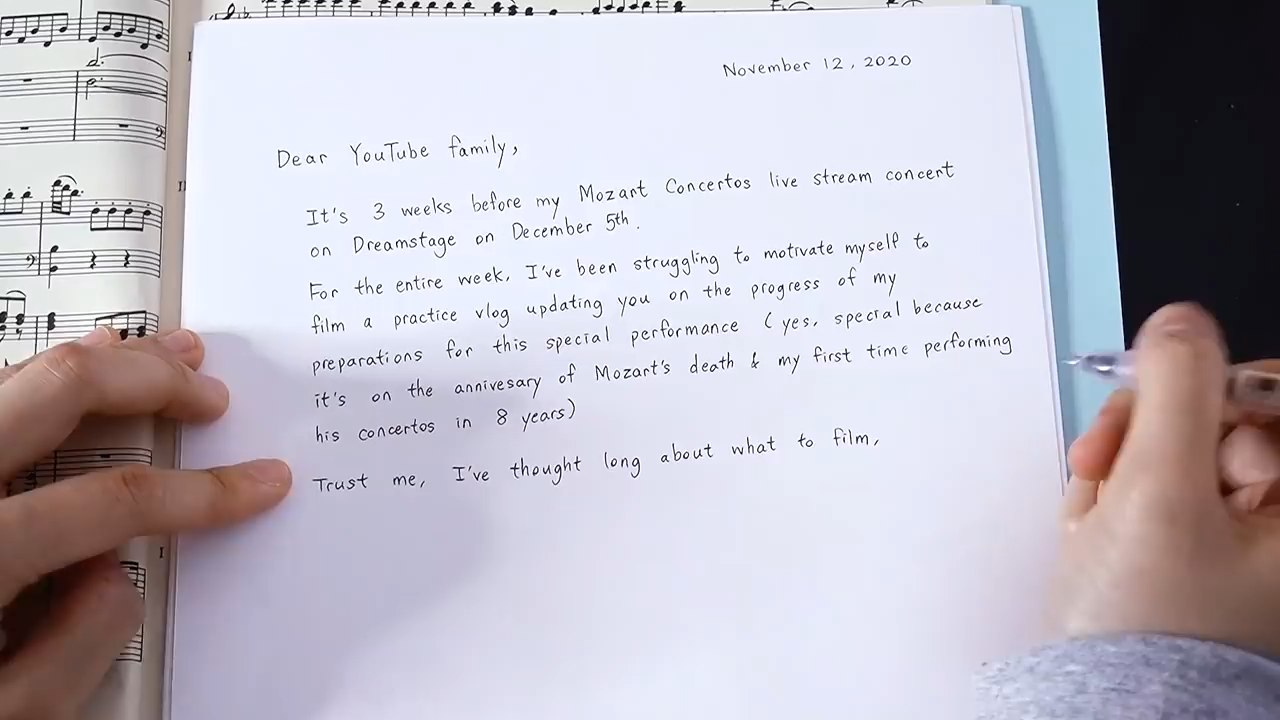 November 12, 2020
Dear YouTube family,
It's 3 weeks before my Mozart Concertos live stream concert
on Dreamstage on December 5th.
For the entire week, I've been struggling to motivate myself to
film a practice vlog updating you on the progress of my
preparations for this special performance (yes, special because
it's on the annivesary of Mozart's death & my first time performing
his concertos in 8 years)
Trust me, I've thought long about what to film,